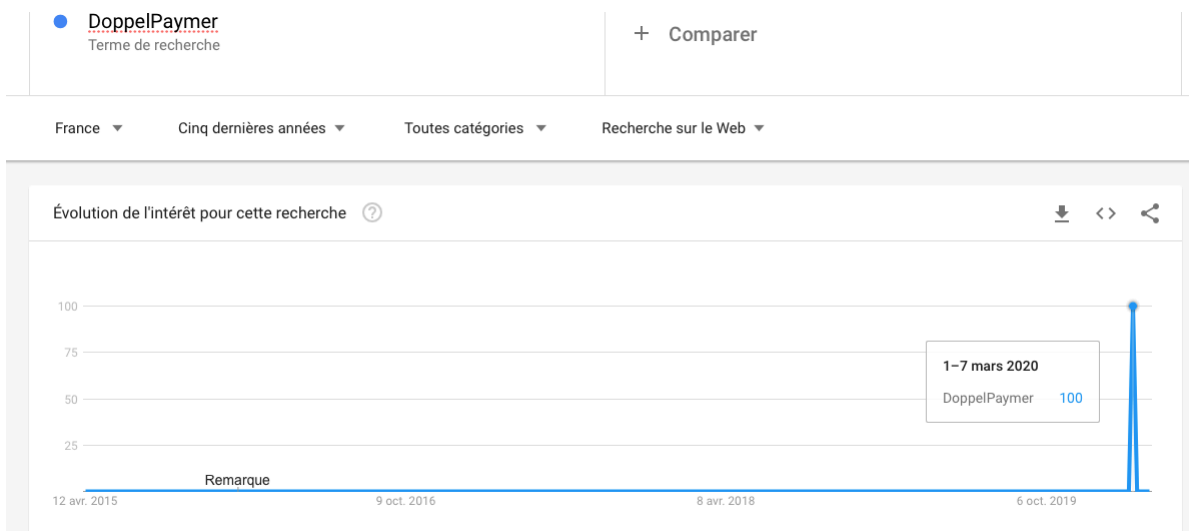 DoppelPaymer
Terme de recherche
+ Comparer
France
Cinq dernières années
Toutes catégories
Recherche sur le Web
Évolution de l'intérêt pour cette recherche ?
<>
100
75
50
25
1–7 mars 2020
DoppelPaymer 100
Remarque
12 avr. 2015
9 oct. 2016
8 avr. 2018
6 oct. 2019